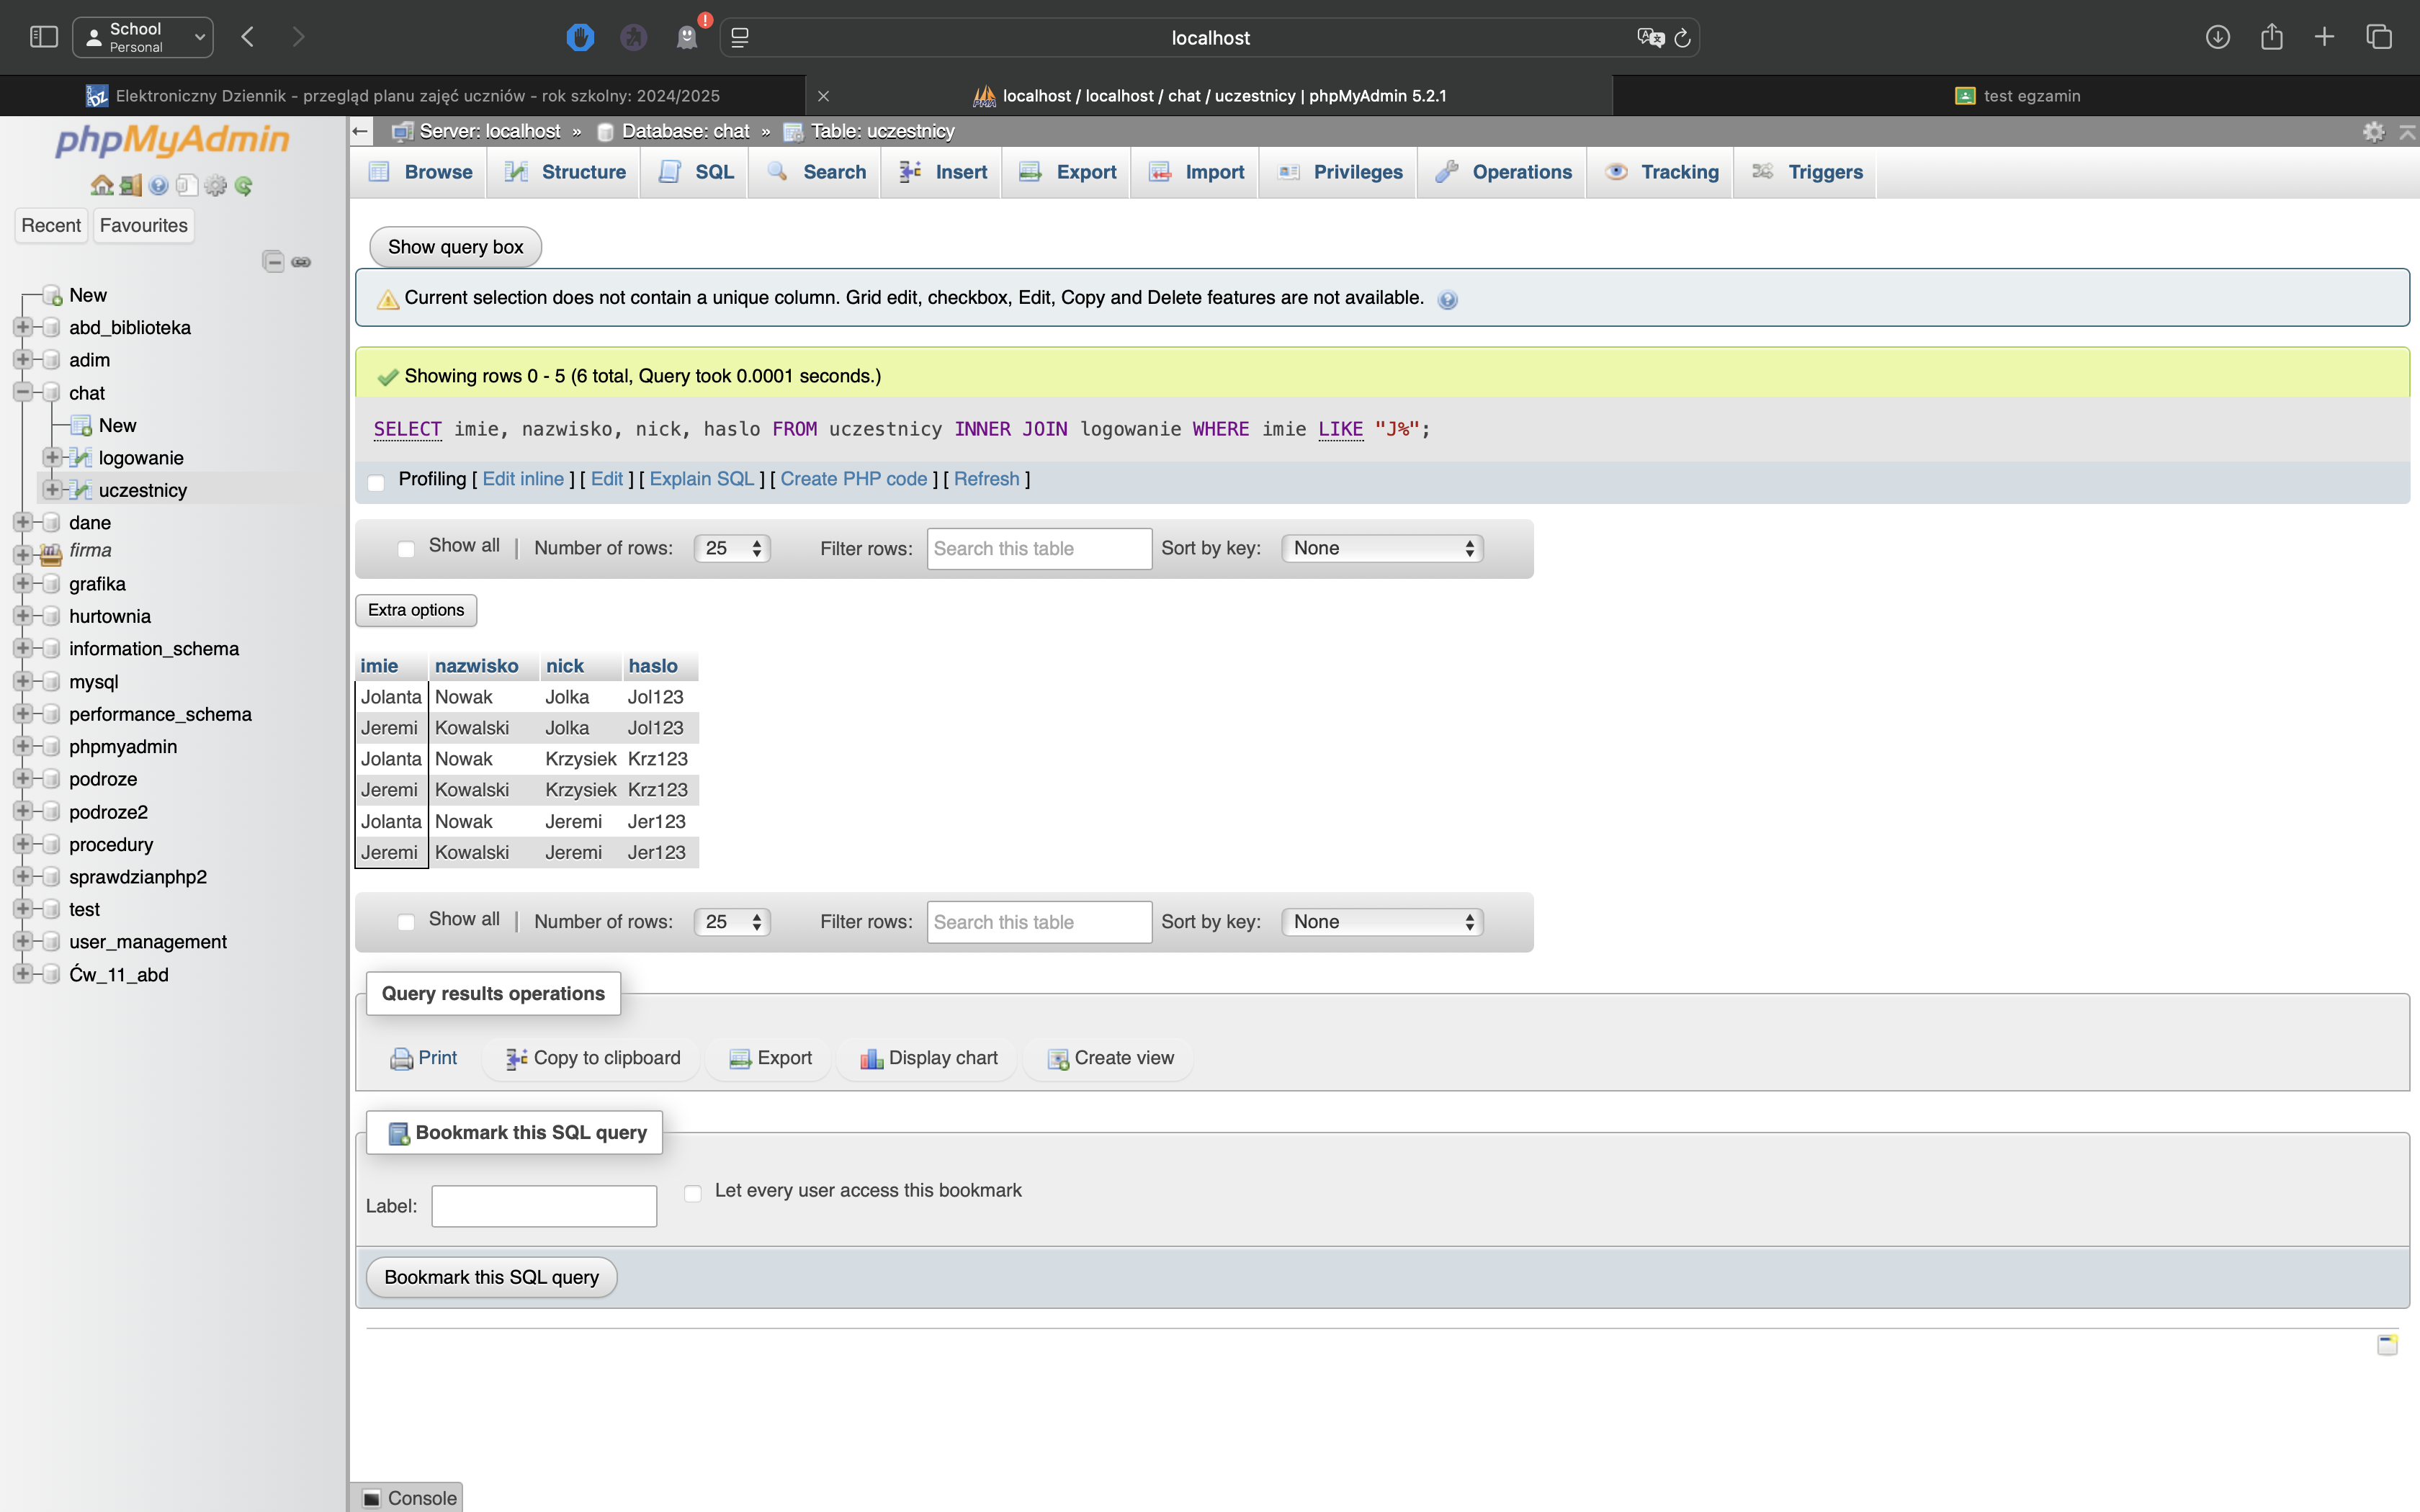 School
Personal
localhost
Elektroniczny Dziennik - przegląd planu zajęć uczniów - rok szkolny: 2024/2025
localhost / localhost / chat / uczestnicy | phpMyAdmin 5.2.1
test egzamin
phpMyAdmin
Recent
Favourites
New
abd_biblioteka
adim
chat
New
logowanie
uczestnicy
dane
firma
grafika
hurtownia
information_schema
mysql
performance_schema
phpmyadmin
podroze
podroze2
procedury
sprawdzianphp2
test
user_management
Ćw_11_abd
Server: localhost » Database: chat » Table: uczestnicy
Browse Structure SQL Search Insert Export Import Privileges Operations Tracking Triggers
Show query box
Current selection does not contain a unique column. Grid edit, checkbox, Edit, Copy and Delete features are not available.
Showing rows 0 - 5 (6 total, Query took 0.0001 seconds.)
SELECT imie, nazwisko, nick, haslo FROM uczestnicy INNER JOIN logowanie WHERE imie LIKE "J%";
Profiling [ Edit inline ] [ Edit ] [ Explain SQL ] [ Create PHP code ] [ Refresh ]
Show all | Number of rows: 25 Filter rows: Search this table Sort by key: None
Extra options
imie nazwisko nick haslo
Jolanta Nowak Jolka Jol123
Jeremi Kowalski Jolka Jol123
Jolanta Nowak Krzysiek Krz123
Jeremi Kowalski Krzysiek Krz123
Jolanta Nowak Jeremi Jer123
Jeremi Kowalski Jeremi Jer123
Show all | Number of rows: 25 Filter rows: Search this table Sort by key: None
Query results operations
Print Copy to clipboard Export Display chart Create view
Bookmark this SQL query
Label: Let every user access this bookmark
Bookmark this SQL query
Console